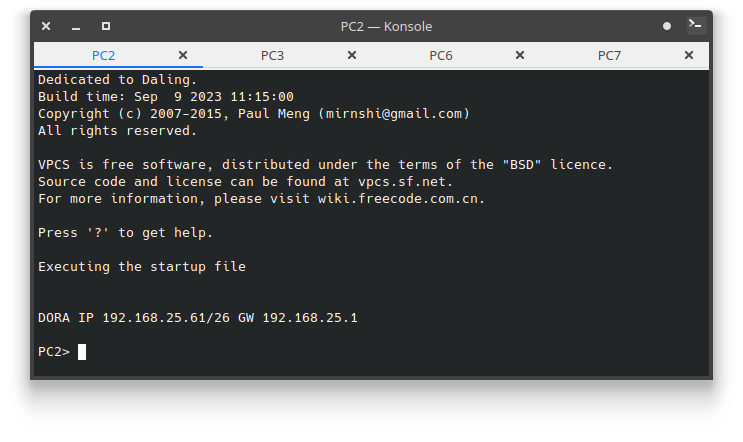 PC2 — Konsole
PC2 PC3 PC6 PC7
Dedicated to Daling.
Build time: Sep  9 2023 11:15:00
Copyright (c) 2007-2015, Paul Meng (mirnshi@gmail.com)
All rights reserved.
VPCS is free software, distributed under the terms of the "BSD" licence.
Source code and license can be found at vpcs.sf.net.
For more information, please visit wiki.freecode.com.cn.
Press '?' to get help.
Executing the startup file
DORA IP 192.168.25.61/26 GW 192.168.25.1
PC2>